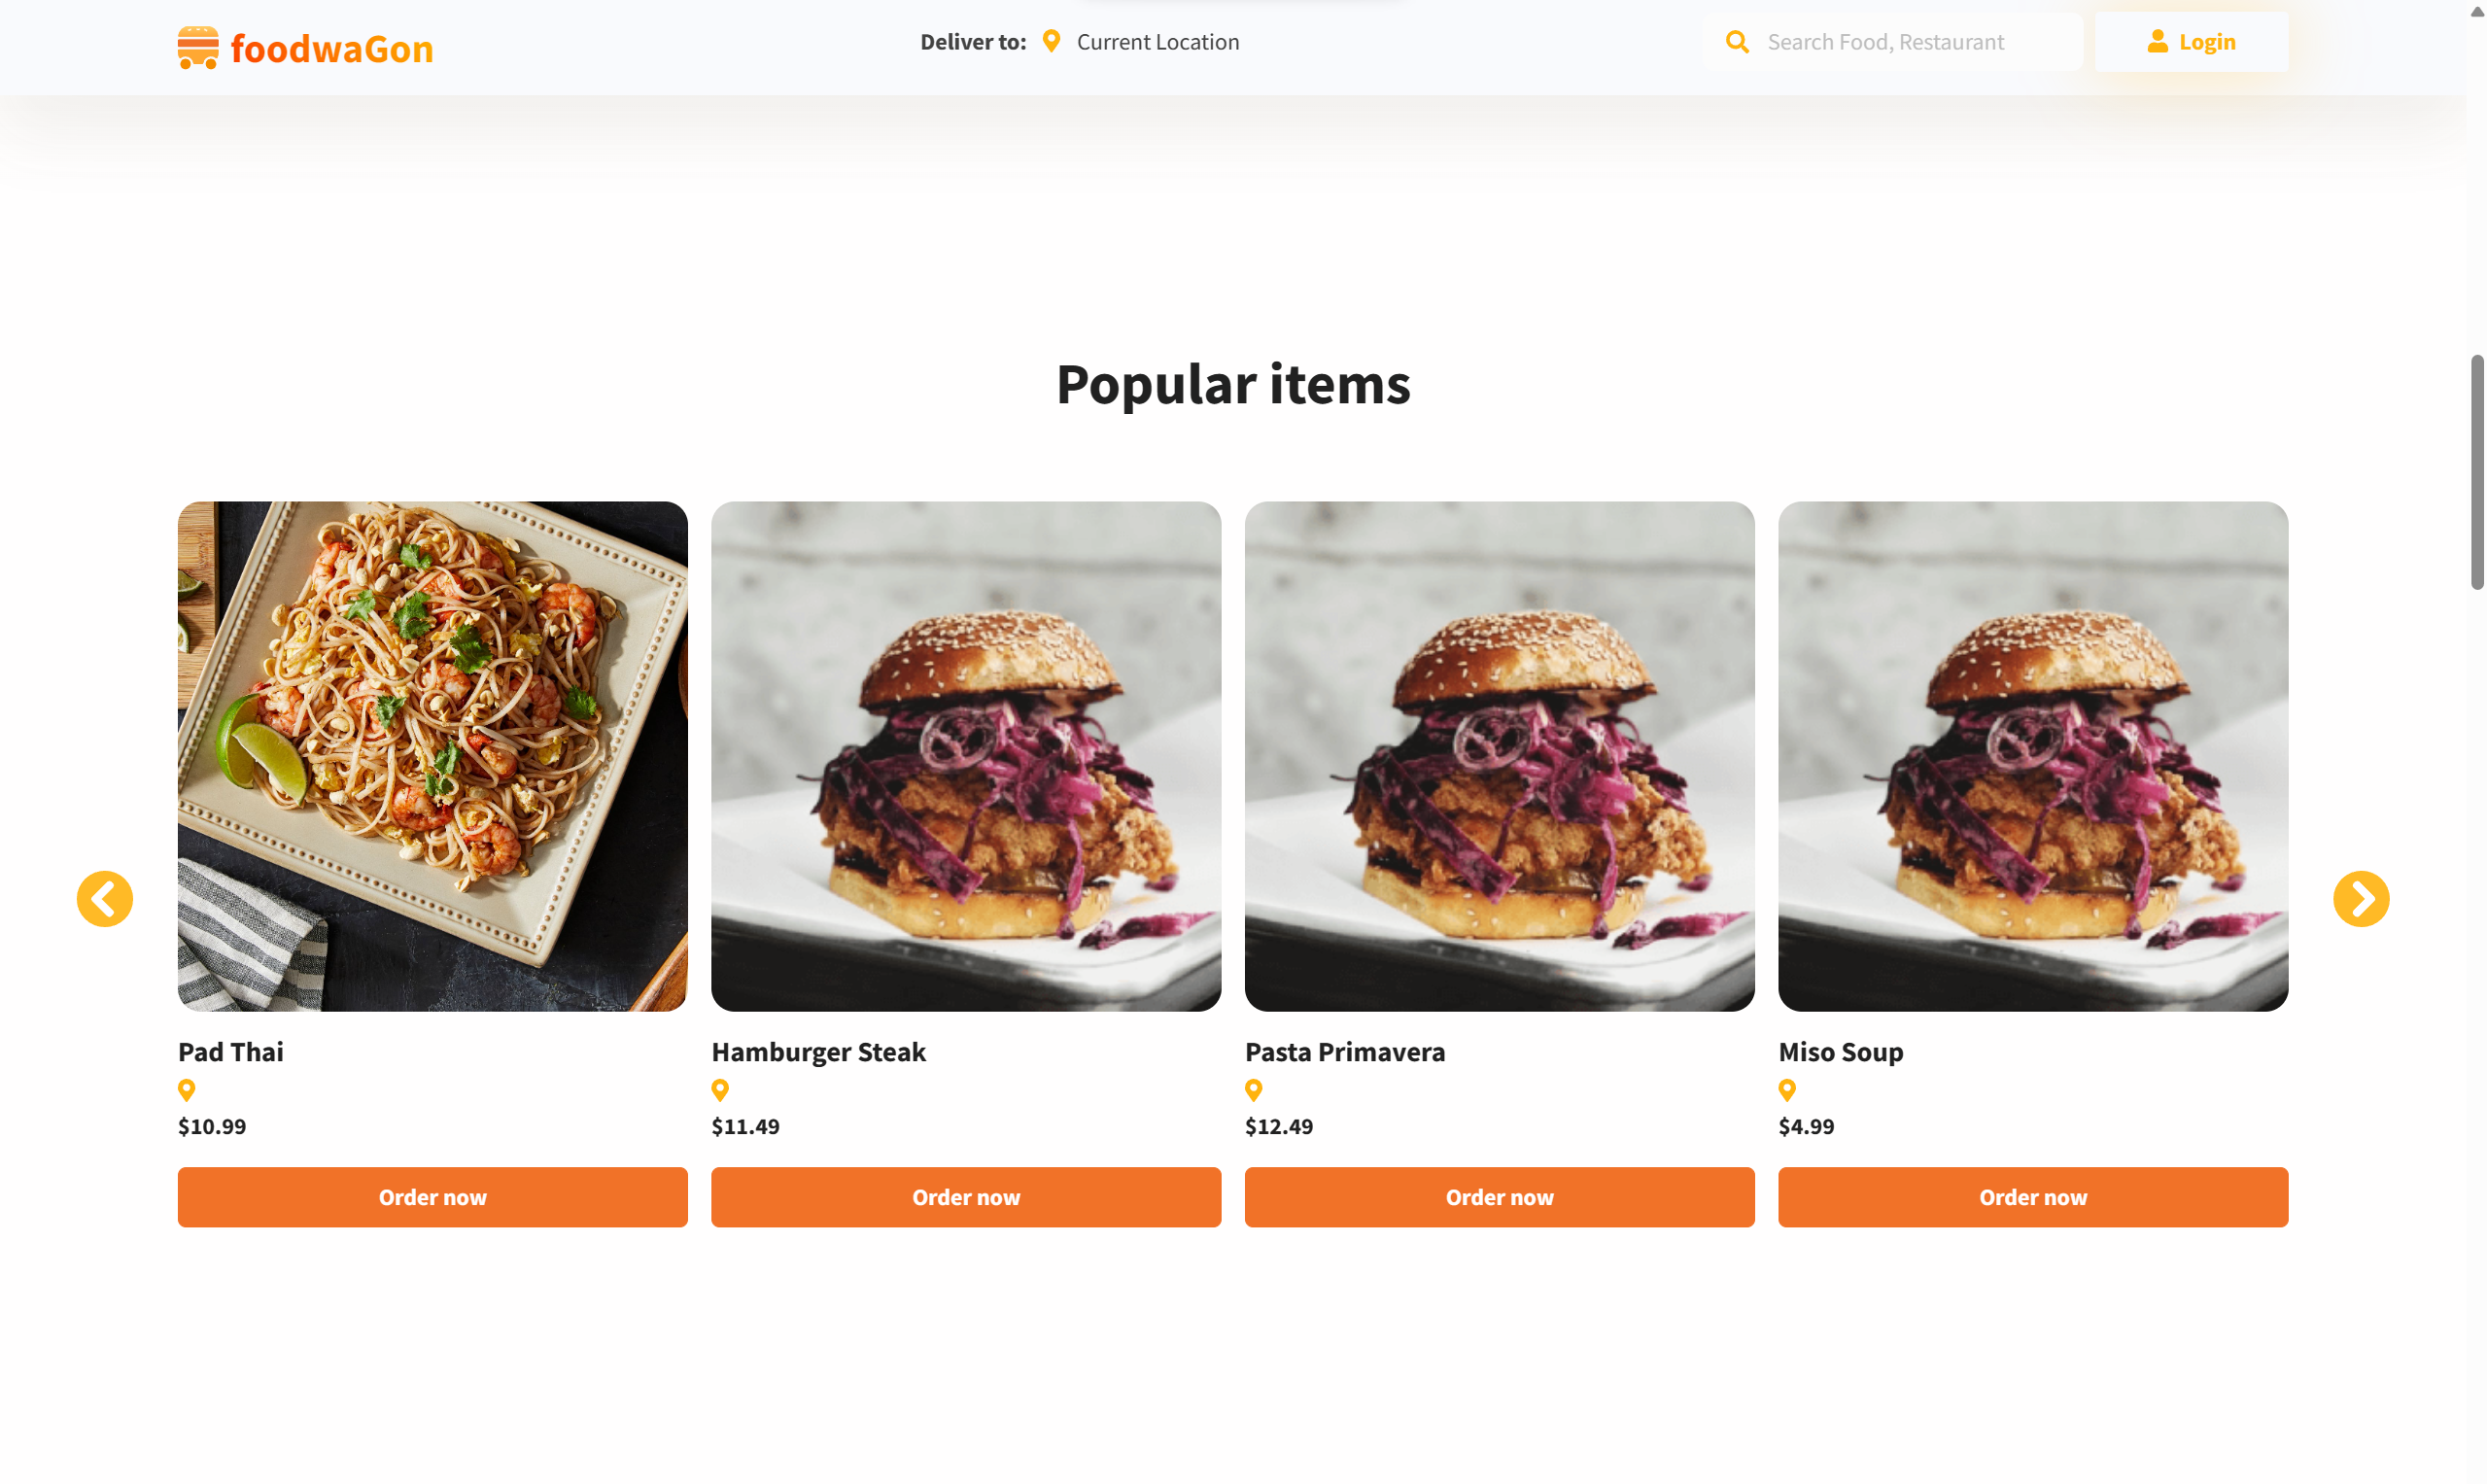 foodwaGon
Deliver to: Current Location
Search Food, Restaurant
Login
Popular items
Pad Thai
$10.99
Order now
Hamburger Steak
$11.49
Order now
Pasta Primavera
$12.49
Order now
Miso Soup
$4.99
Order now